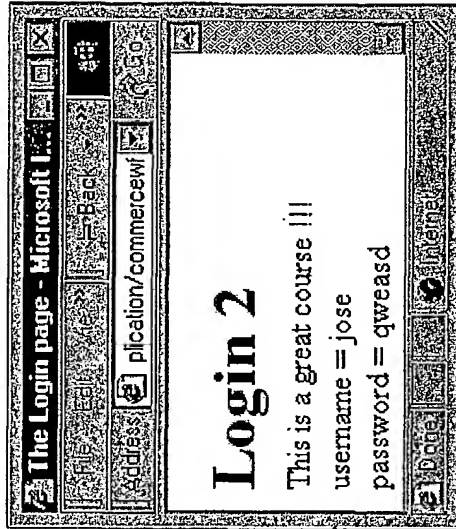 The Login page - Microsoft I...
File Edit » Back »
Address plication/commercewf Go
Login 2
This is a great course !!!
username = jose
password = qweasd
Done Internet